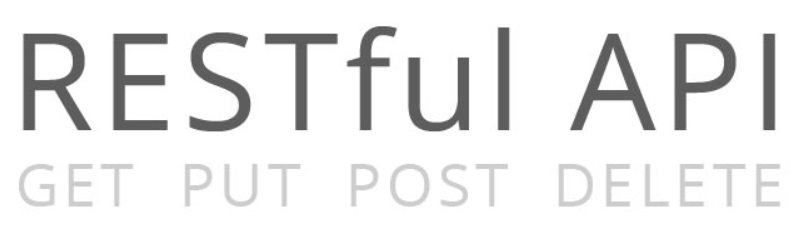 RESTful API
GET PUT POST DELETE